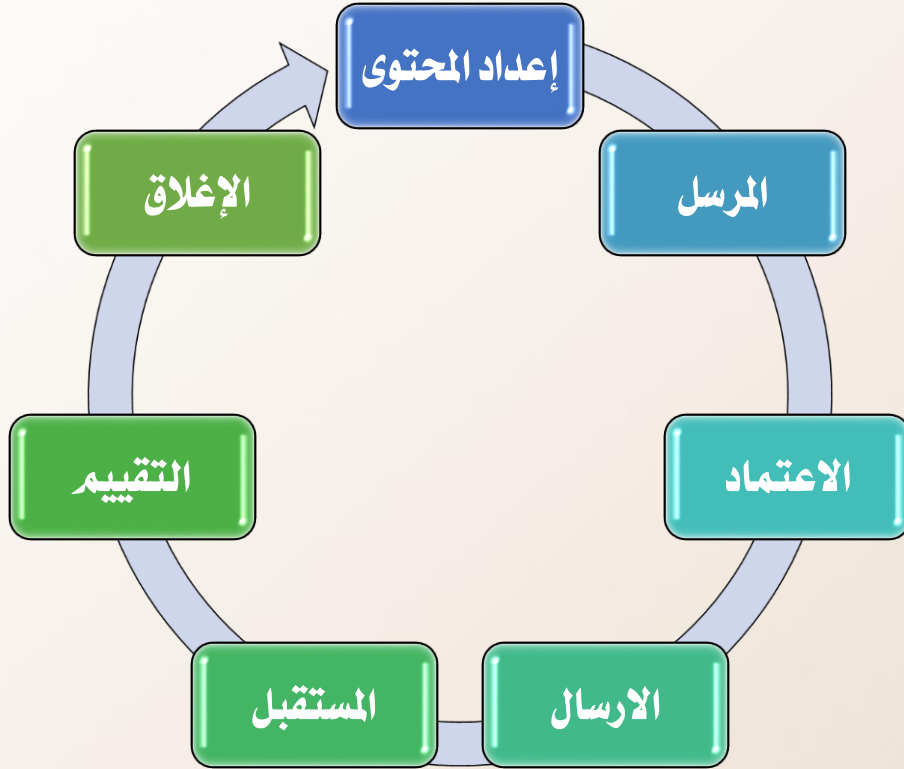 إعداد المحتوى
المرسل
الاعتماد
الارسال
المستقبل
التقييم
الإغلاق